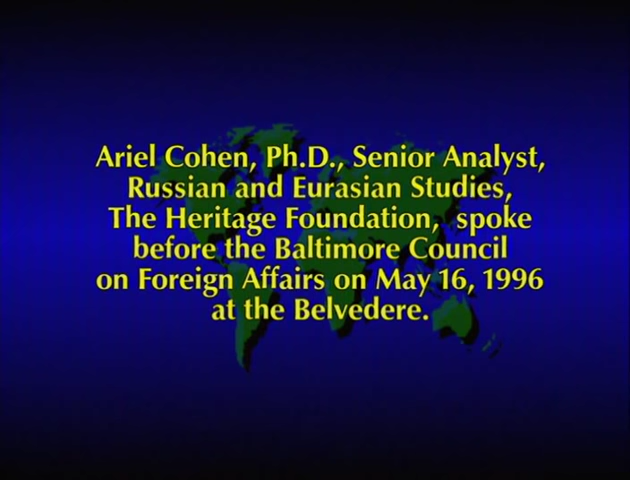 Ariel Cohen, Ph.D., Senior Analyst,
Russian and Eurasian Studies,
The Heritage Foundation, spoke
before the Baltimore Council
on Foreign Affairs on May 16, 1996
at the Belvedere.